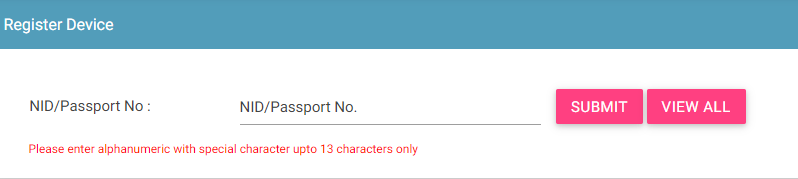 Register Device
NID/Passport No : NID/Passport No. SUBMIT VIEW ALL
Please enter alphanumeric with special character upto 13 characters only